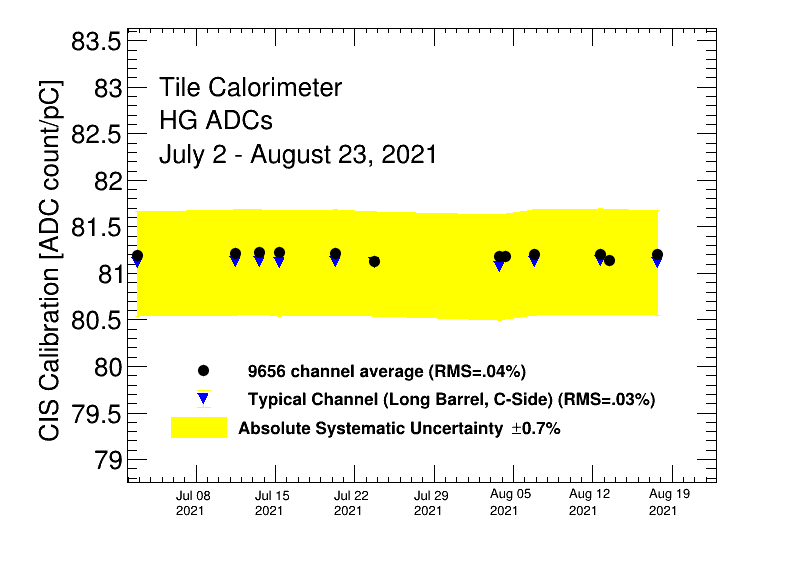 83.5
83
82.5
82
81.5
81
80.5
80
79.5
79
CIS Calibration [ADC count/pC]
Tile Calorimeter
HG ADCs
July 2 - August 23, 2021
9656 channel average (RMS=.04%)
Typical Channel (Long Barrel, C-Side) (RMS=.03%)
Absolute Systematic Uncertainty ±0.7%
Jul 08 Jul 15 Jul 22 Jul 29 Aug 05 Aug 12 Aug 19
2021 2021 2021 2021 2021 2021 2021